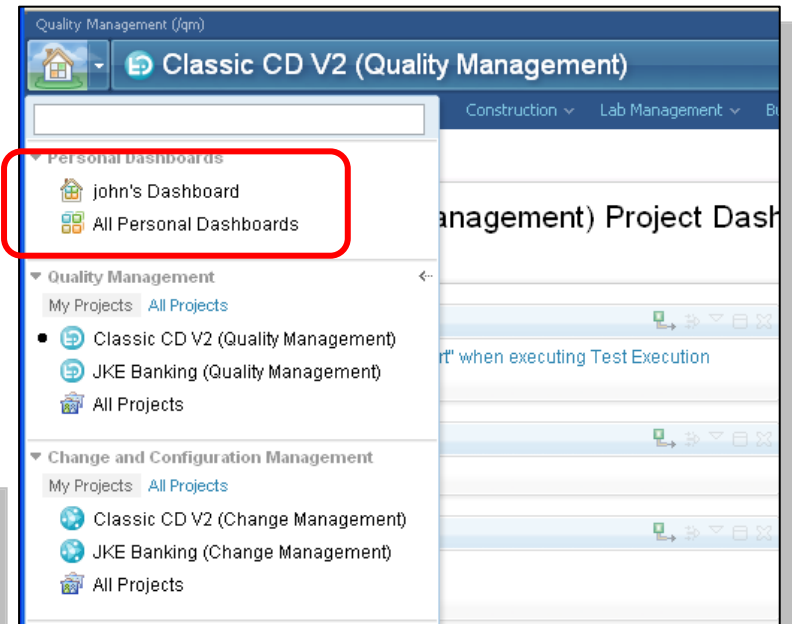 Quality Management (/qm)
Classic CD V2 (Quality Management)
Construction Lab Management
Personal Dashboards
john's Dashboard
All Personal Dashboards
anagement) Project Dash
Quality Management
My Projects All Projects
Classic CD V2 (Quality Management)
rt" when executing Test Execution
JKE Banking (Quality Management)
All Projects
Change and Configuration Management
My Projects All Projects
Classic CD V2 (Change Management)
JKE Banking (Change Management)
All Projects